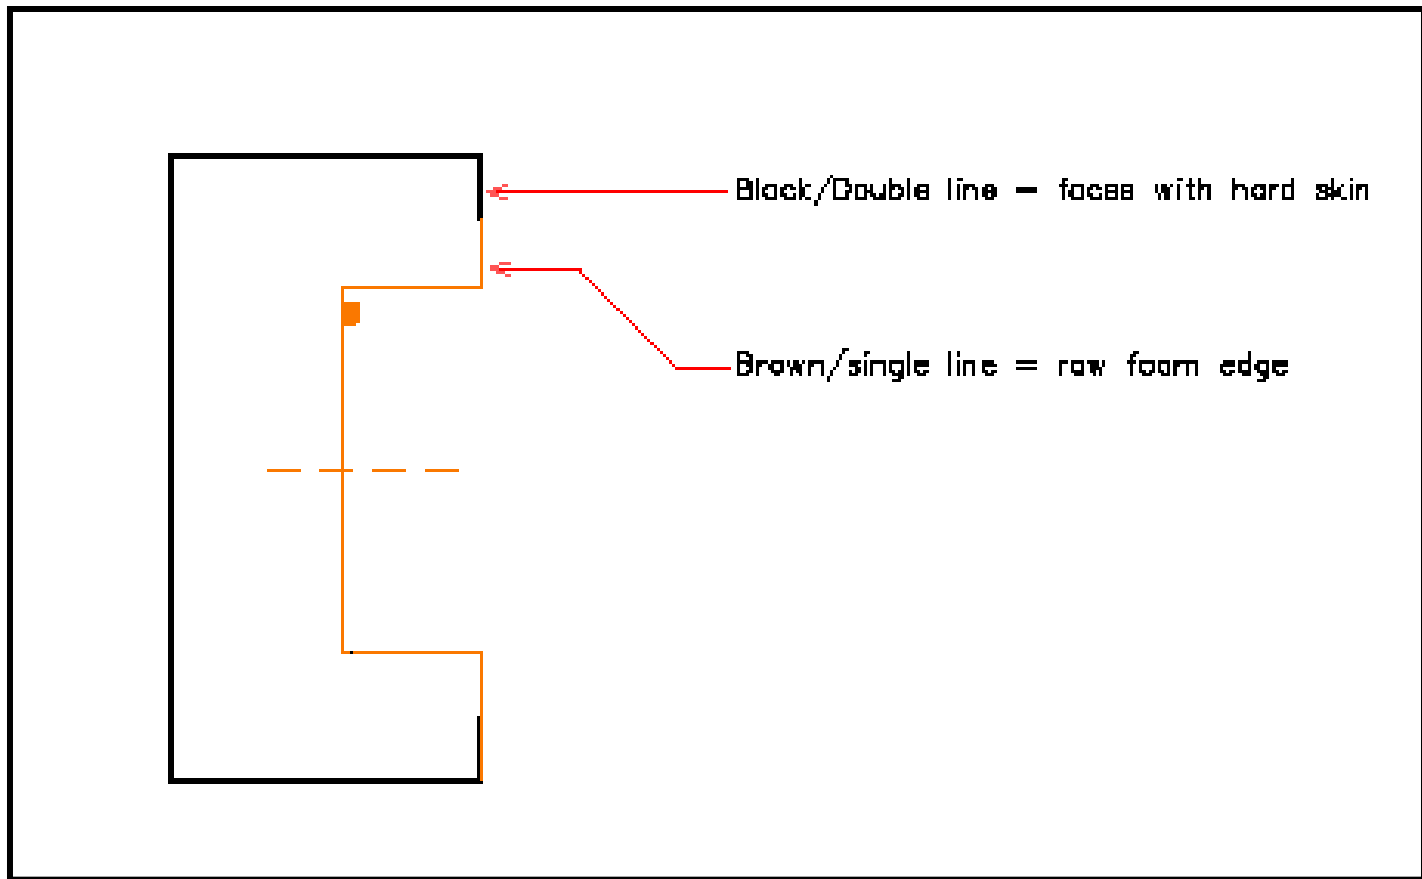 Black/Double line = faces with hard skin
Brown/single line = raw foam edge